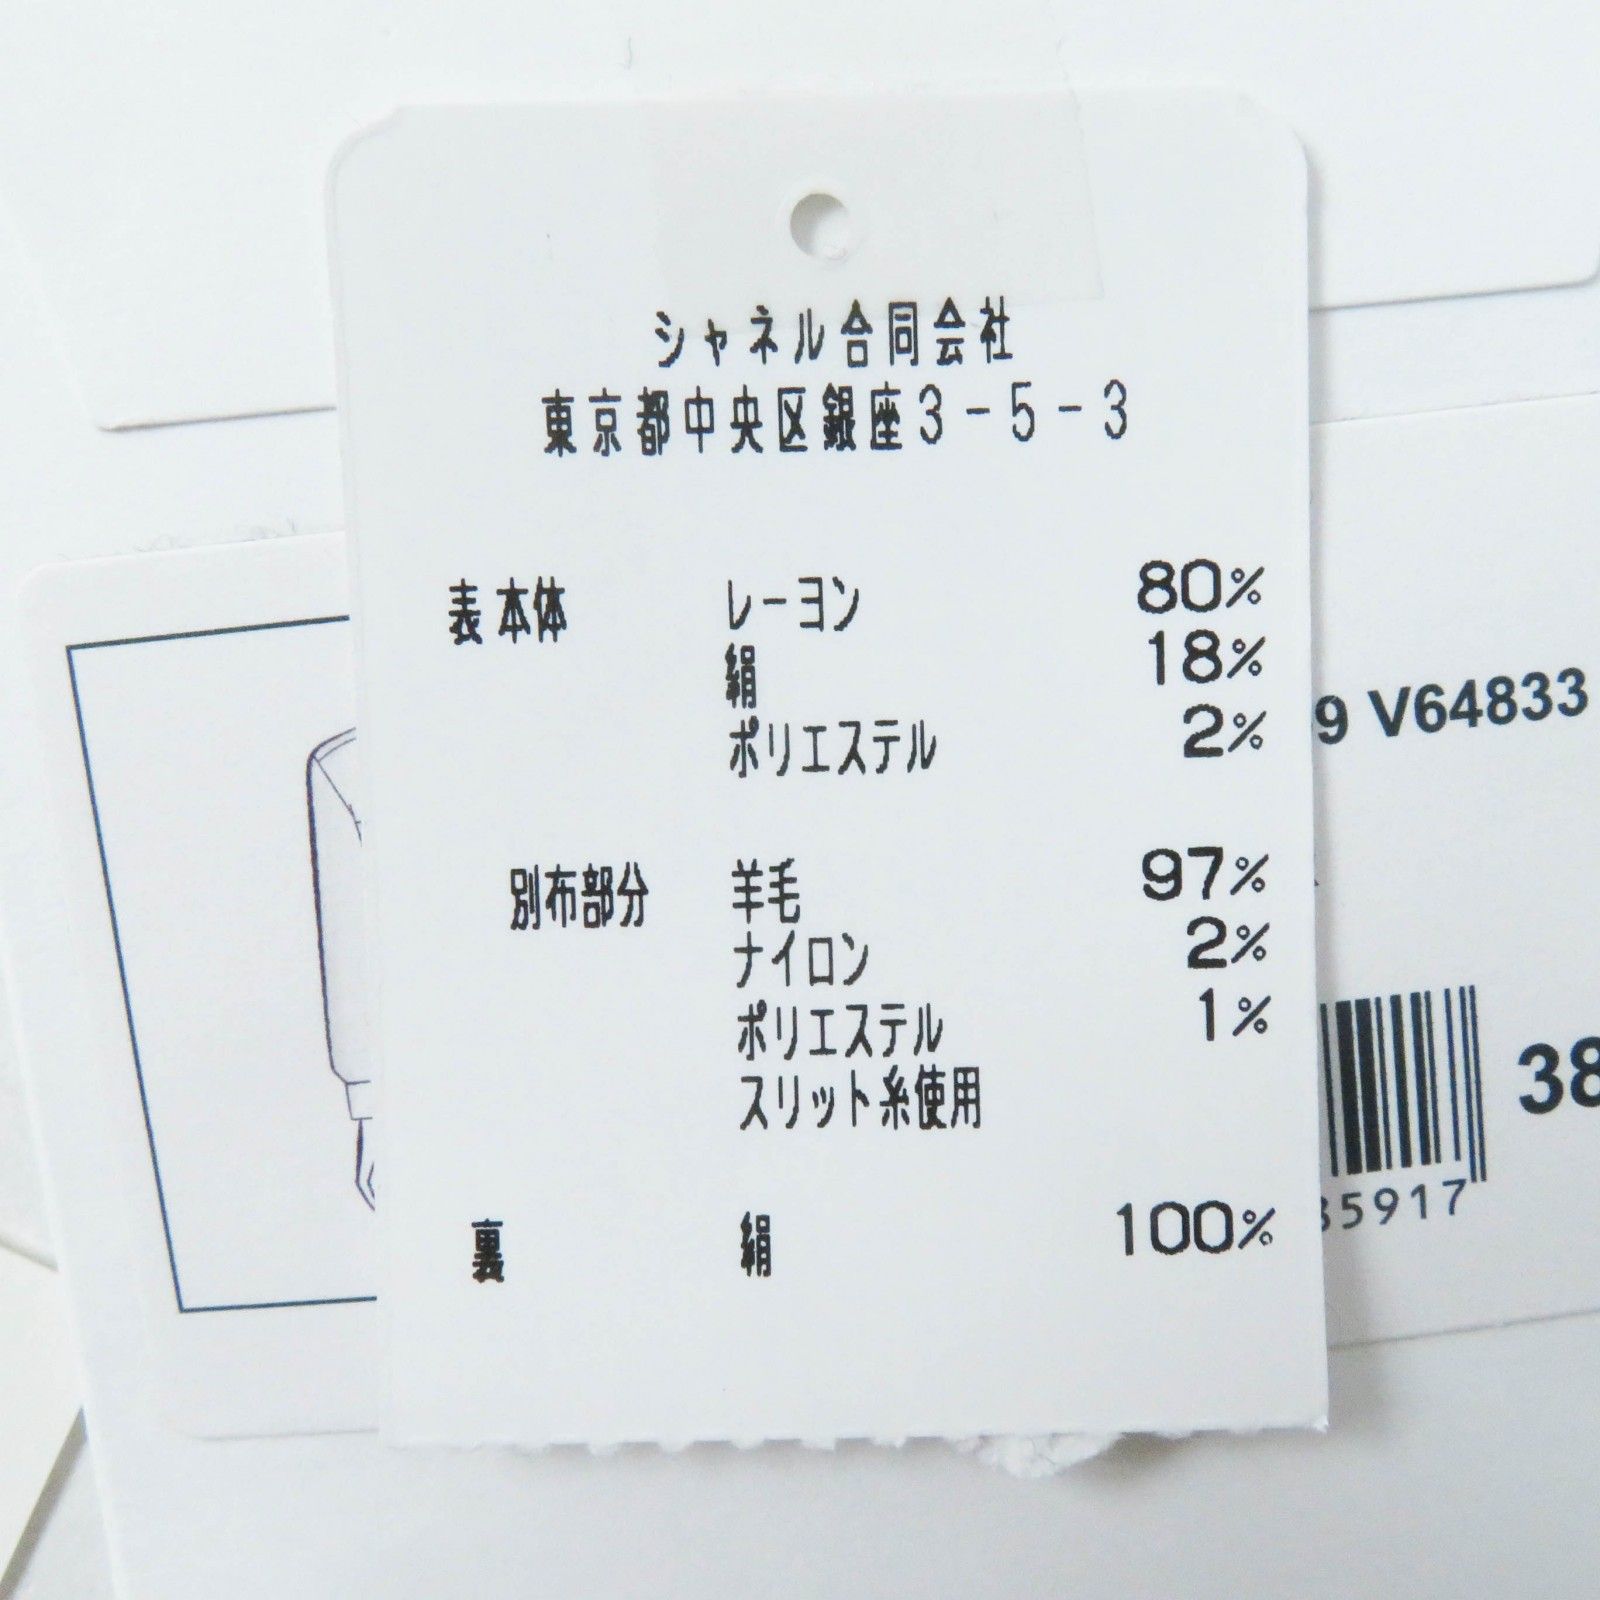 シャネル合同会社
東京都中央区銀座3-5-3
表 本体 レーヨン 80%
絹 18%
ポリエステル 2%
別布部分 羊毛 97%
ナイロン 2%
ポリエステル 1%
スリット糸使用
裏 絹 100%
9 V64833
38
85917